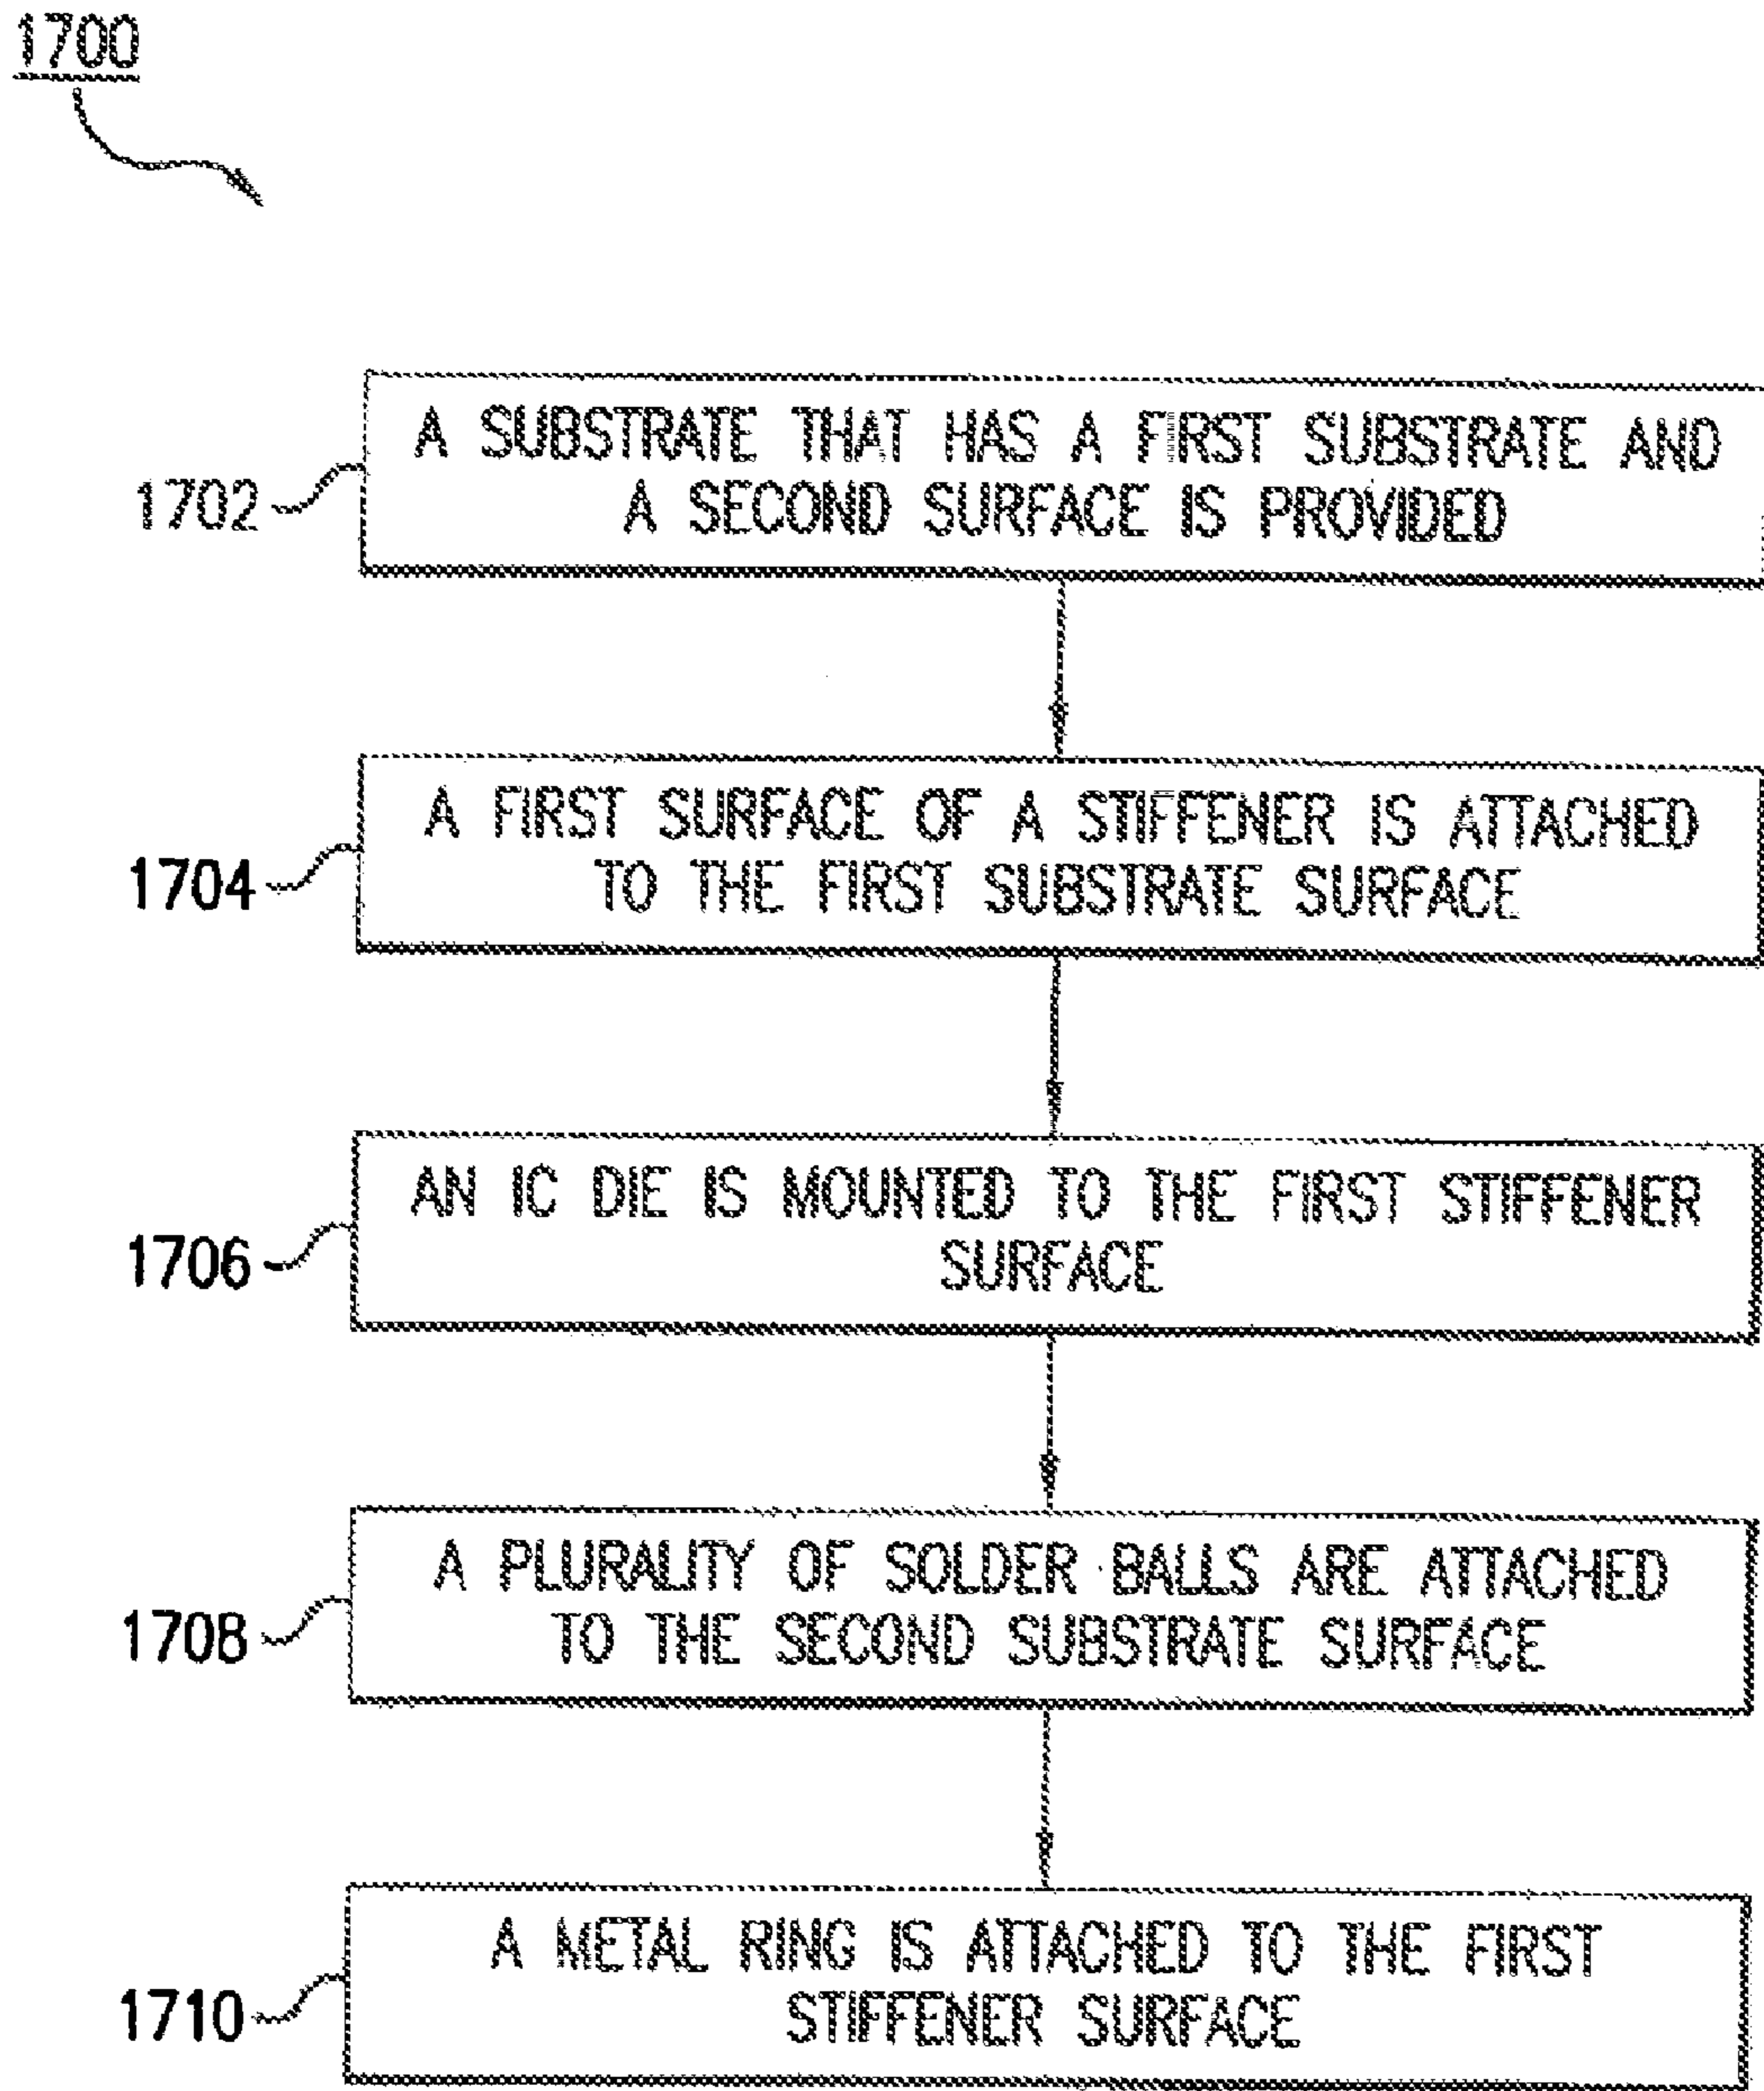 1700
A SUBSTRATE THAT HAS A FIRST SUBSTRATE AND
A SECOND SURFACE IS PROVIDED
1702
A FIRST SURFACE OF A STIFFENER IS ATTACHED
TO THE FIRST SUBSTRATE SURFACE
1704
AN IC DIE IS MOUNTED TO THE FIRST STIFFENER
SURFACE
1706
A PLURALITY OF SOLDER BALLS ARE ATTACHED
TO THE SECOND SUBSTRATE SURFACE
1708
A METAL RING IS ATTACHED TO THE FIRST
STIFFENER SURFACE
1710